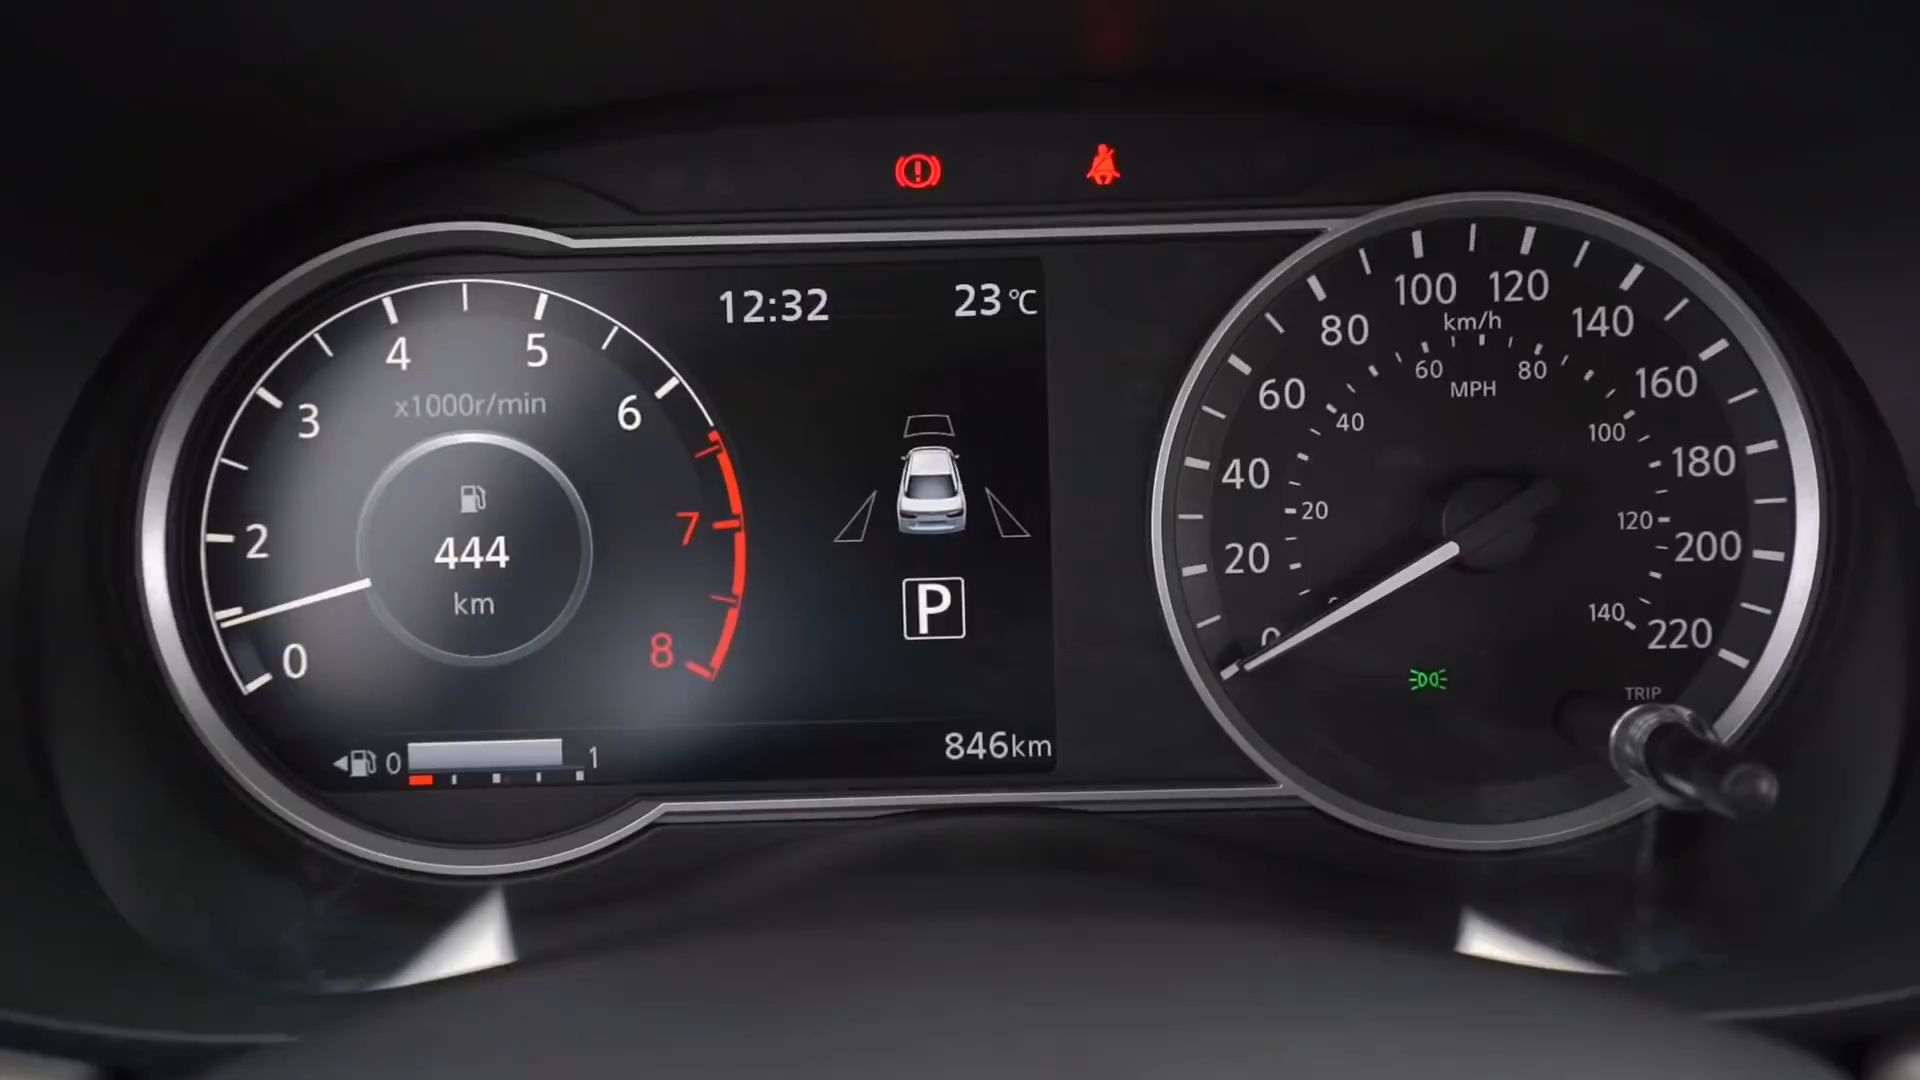 12:32 23°C
0 2 3 4 5 6 7 8
x1000r/min
444
km
P
0 1
846km
0 20 40 60 80 100 120 140 160 180 200 220
km/h
20 40 60 80 100 120 140
MPH
TRIP